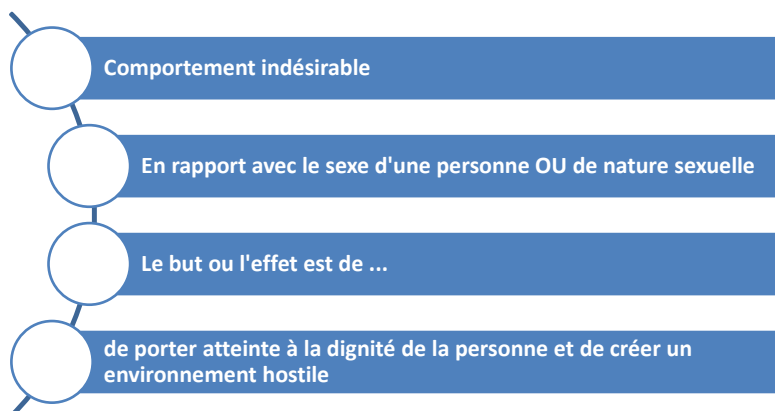 Comportement indésirable
En rapport avec le sexe d'une personne OU de nature sexuelle
Le but ou l'effet est de ...
de porter atteinte à la dignité de la personne et de créer un
environnement hostile